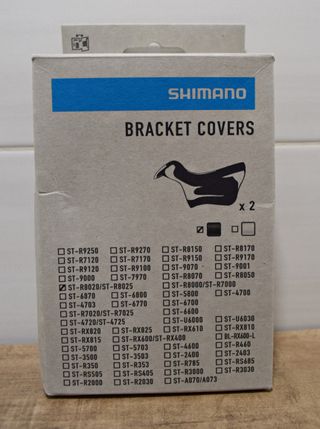 SHIMANO
BRACKET COVERS
x 2
ST-R9250 ST-R9270 ST-R8150 ST-R8170
ST-R7120 ST-R7170 ST-R9150 ST-R9170
ST-R9120 ST-R9100 ST-9070 ST-9001
ST-9000 ST-7970 ST-R8070 ST-R8050
ST-R8020/ST-R8025 ST-R8000/ST-R7000
ST-6870 ST-6800 ST-5800 ST-4700
ST-4703 ST-6770 ST-6700
ST-R7020/ST-R7025 ST-6600
ST-4720/ST-4725 ST-U6000 ST-U6030
ST-RX820 ST-RX825 ST-RX610 ST-RX810
ST-RX815 ST-RX600/ST-RX400 BL-RX600-L
ST-5700 ST-5703 ST-4600 ST-R460
ST-3500 ST-3503 ST-2400 ST-2403
ST-R350 ST-R353 ST-R785 ST-RS685
ST-RS505 ST-RS405 ST-R3000 ST-R3030
ST-R2000 ST-R2030 ST-A070/A073